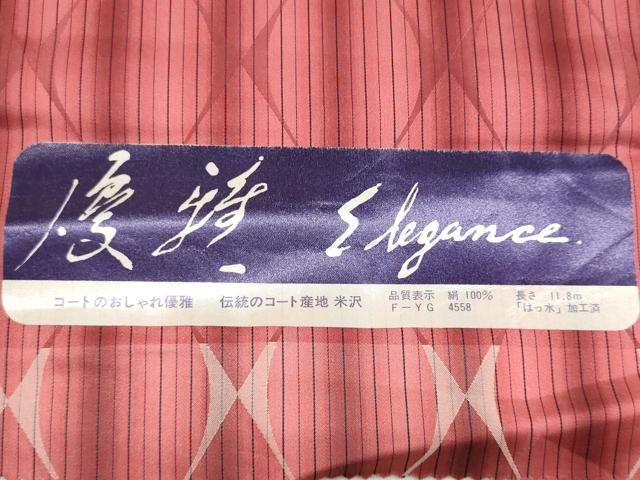 優雅 Elegance.
コートのおしゃれ優雅 伝統のコート産地 米沢
品質表示 絹 100% 長さ 11.8m
F-YG 4558 「はっ水」加工済